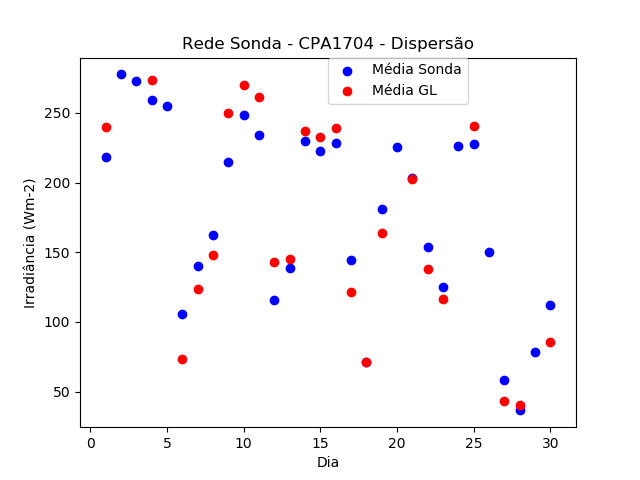 Rede Sonda - CPA1704 - Dispersão
Média Sonda
Média GL
Irradiância (Wm-2)
250
200
150
100
50
0 5 10 15 20 25 30
Dia